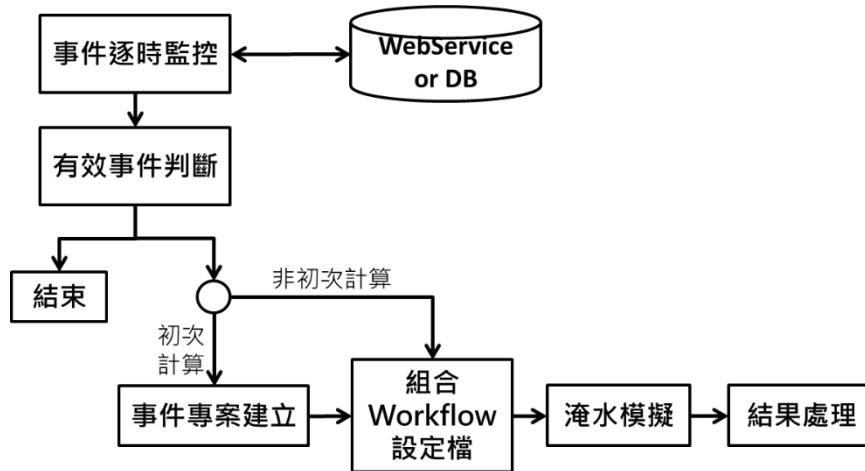 事件逐時監控
WebService
or DB
有效事件判斷
結束
非初次計算
初次
計算
事件專案建立
組合
Workflow
設定檔
淹水模擬
結果處理